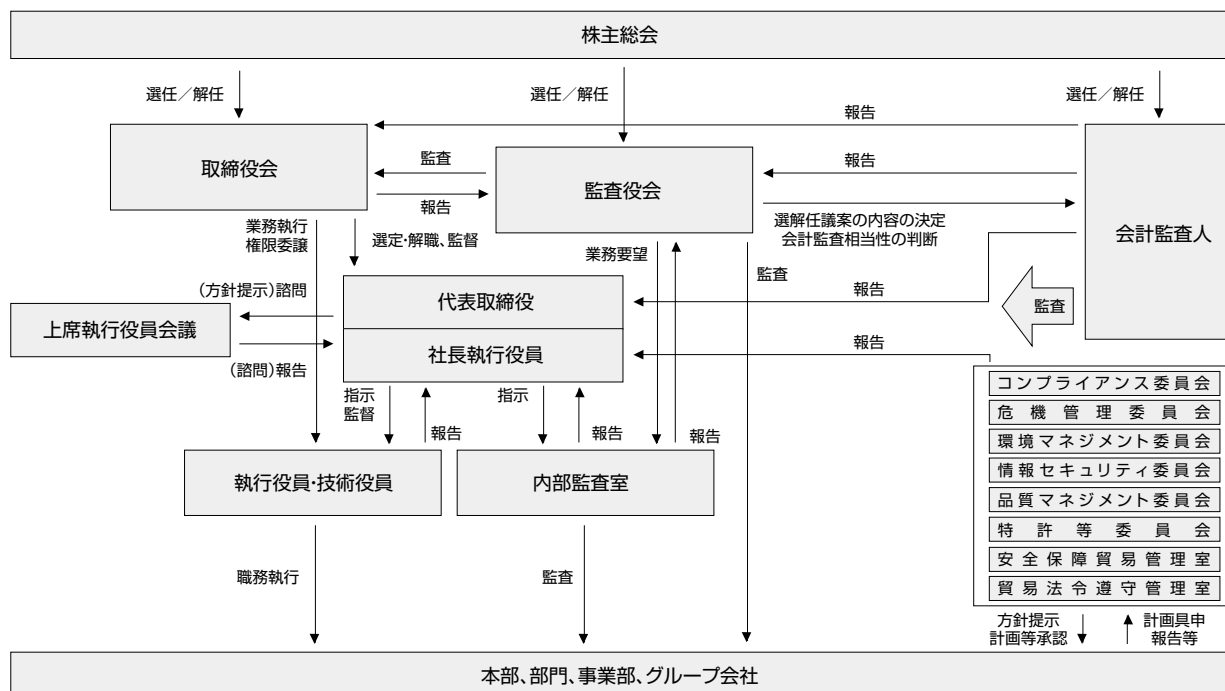 株主総会
選任／解任
選任／解任
選任／解任
報告
取締役会
監査
報告
監査役会
報告
会計監査人
選解任議案の内容の決定
会計監査相当性の判断
業務執行
権限委譲
選定・解職、監督
業務要望
監査
報告
監査
(方針提示)諮問
代表取締役
上席執行役員会議
社長執行役員
(諮問)報告
報告
指示
監督
報告
指示
報告
報告
コンプライアンス委員会
危機管理委員会
環境マネジメント委員会
情報セキュリティ委員会
品質マネジメント委員会
特許等委員会
安全保障貿易管理室
貿易法令遵守管理室
執行役員・技術役員
内部監査室
職務執行
監査
方針提示
計画等承認
計画具申
報告等
本部、部門、事業部、グループ会社